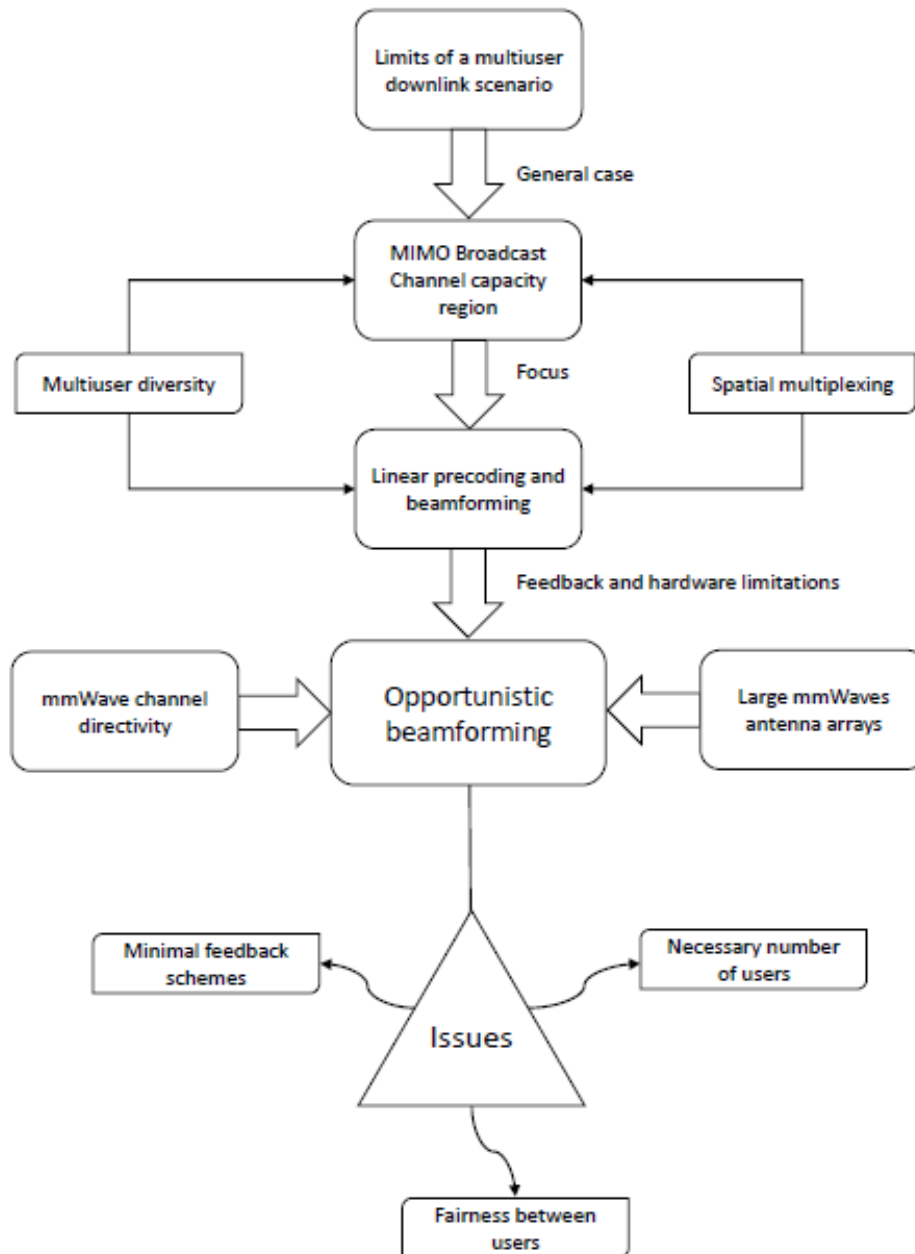 Limits of a multiuser
downlink scenario
General case
MIMO Broadcast
Channel capacity
region
Multiuser diversity
Focus
Spatial multiplexing
Linear precoding and
beamforming
Feedback and hardware limitations
mmWave channel
directivity
Opportunistic
beamforming
Large mmWaves
antenna arrays
Minimal feedback
schemes
Necessary number
of users
Issues
Fairness between
users